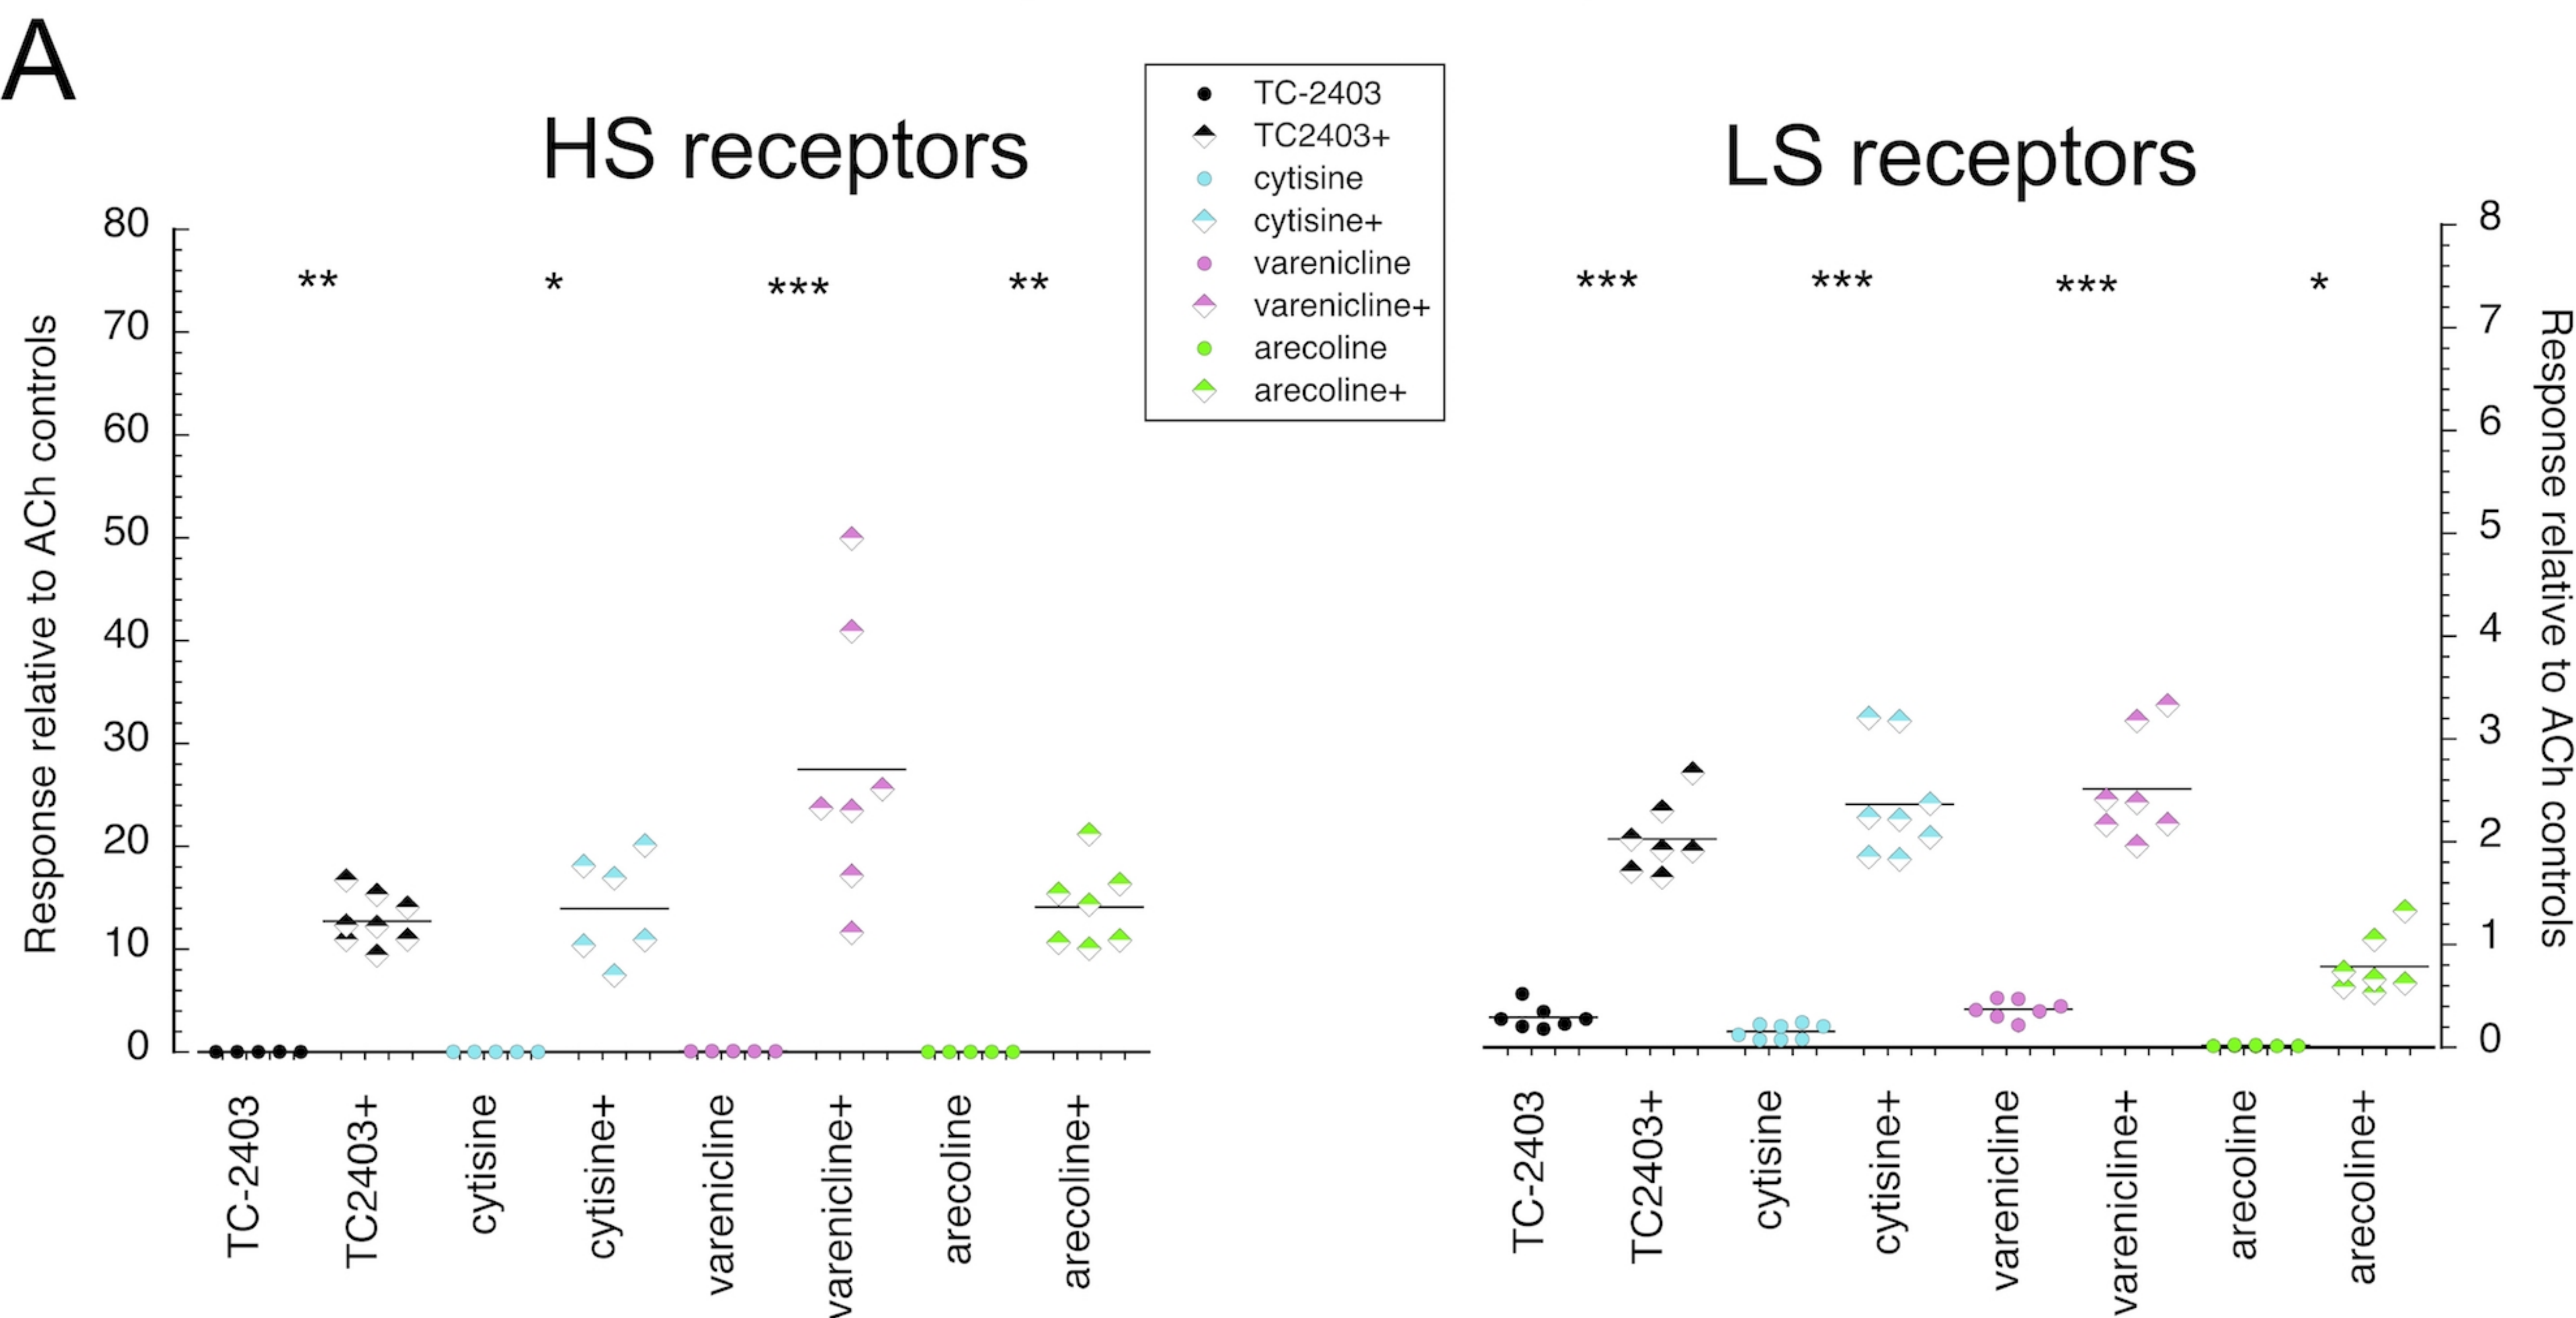 A
HS receptors
LS receptors
TC-2403
TC2403+
cytisine
cytisine+
varenicline
varenicline+
arecoline
arecoline+
Response relative to ACh controls
80
70
60
50
40
30
20
10
0
** * *** **
TC-2403
TC2403+
cytisine
cytisine+
varenicline
varenicline+
arecoline
arecoline+
*** *** *** *
8
7
6
5
4
3
2
1
0
Response relative to ACh controls
TC-2403
TC2403+
cytisine
cytisine+
varenicline
varenicline+
arecoline
arecoline+